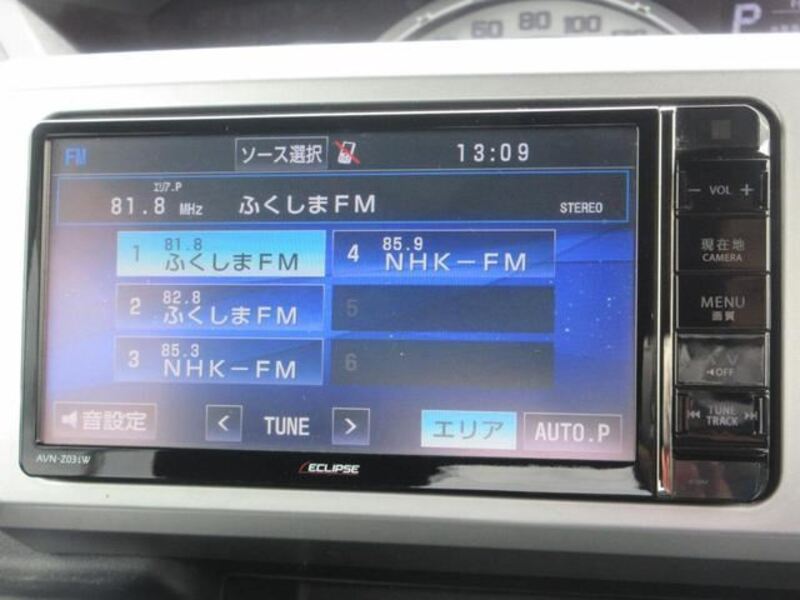 60 80 100
P
FM
ソース選択
13:09
エリア.P
81.8 MHz ふくしまFM
STEREO
1 81.8
ふくしまFM
4 85.9
NHK-FM
2 82.8
ふくしまFM
5
3 85.3
NHK-FM
6
音設定
<
TUNE
>
エリア
AUTO.P
AVN-Z03iW
ECLIPSE
− VOL +
現在地
CAMERA
MENU
画質
OFF
TUNE
TRACK